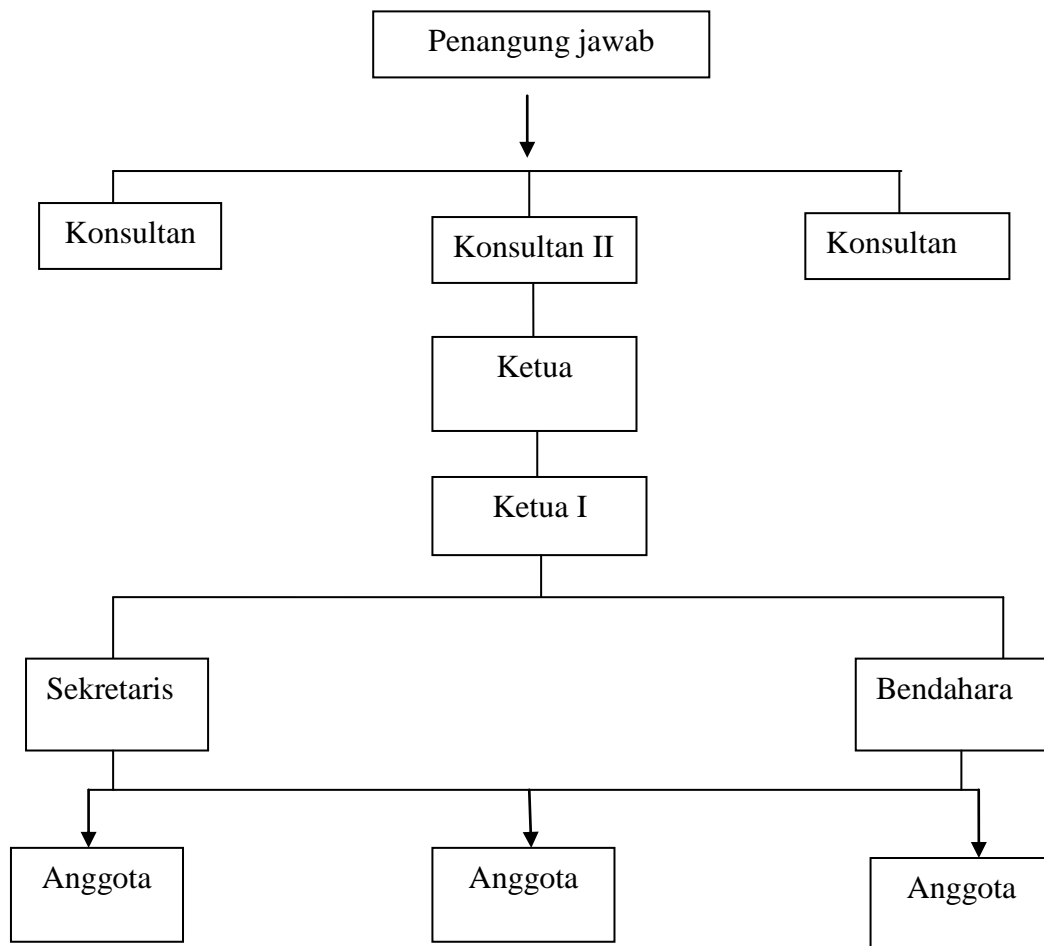 Penangung jawab
Konsultan
Konsultan II
Konsultan
Ketua
Ketua I
Sekretaris
Bendahara
Anggota
Anggota
Anggota